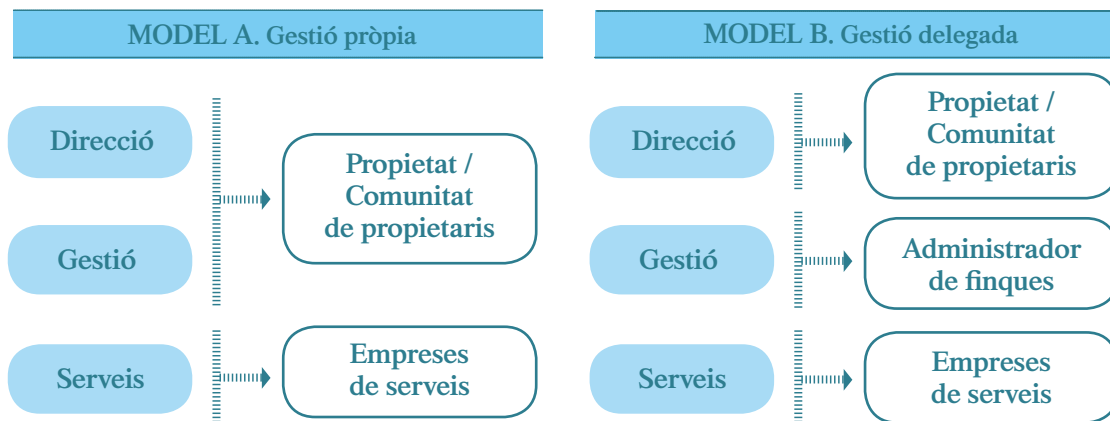 MODEL A. Gestió pròpia
Direcció
Gestió
Propietat /
Comunitat
de propietaris
Serveis
Empreses
de serveis
MODEL B. Gestió delegada
Direcció
Propietat /
Comunitat
de propietaris
Gestió
Administrador
de finques
Serveis
Empreses
de serveis